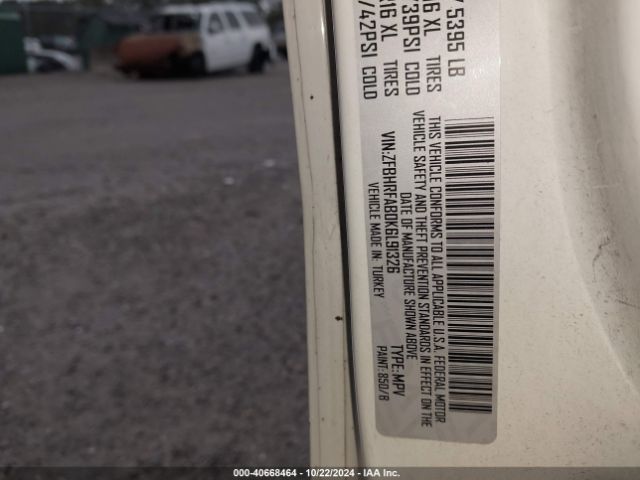 5395 LB
16 XL TIRES
/39PSI COLD
R16 XL TIRES
/42PSI COLD
THIS VEHICLE CONFORMS TO ALL APPLICABLE U.S.A. FEDERAL MOTOR
VEHICLE SAFETY AND THEFT PREVENTION STANDARDS IN EFFECT ON THE
DATE OF MANUFACTURE SHOWN ABOVE
VIN:ZFBHRFAB0K6L91326 TYPE:MPV
VEHICLE MADE IN: TURKEY PAINT: 850/B
000-40668464 - 10/22/2024 - IAA Inc.